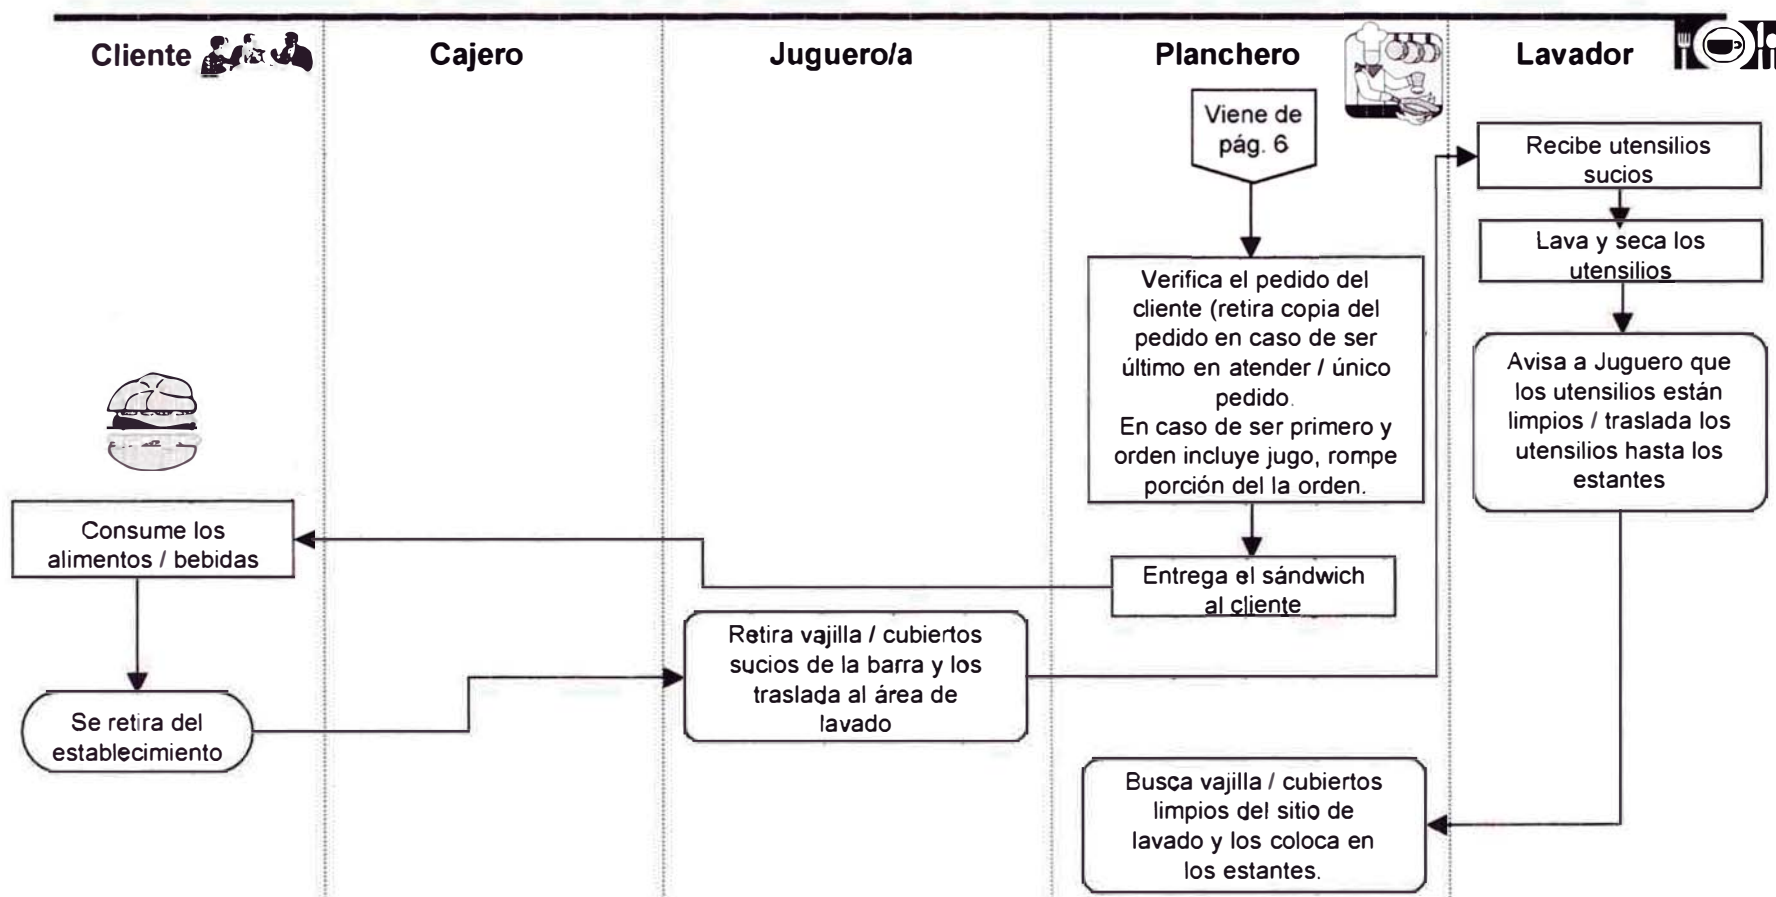 Cliente
Cajero
Juguero/a
Planchero
Lavador
Viene de
pág. 6
Recibe utensilios
sucios
Lava y seca los
utensilios
Verifica el pedido del
cliente (retira copia del
pedido en caso de ser
último en atender / único
pedido.
En caso de ser primero y
orden incluye jugo, rompe
porción del la orden.
Avisa a Juguero que
los utensilios están
limpios / traslada los
utensilios hasta los
estantes
Consume los
alimentos / bebidas
Entrega el sándwich
al cliente
Retira vajilla / cubiertos
sucios de la barra y los
traslada al área de
lavado
Se retira del
establecimiento
Busca vajilla / cubiertos
limpios del sitio de
lavado y los coloca en
los estantes.